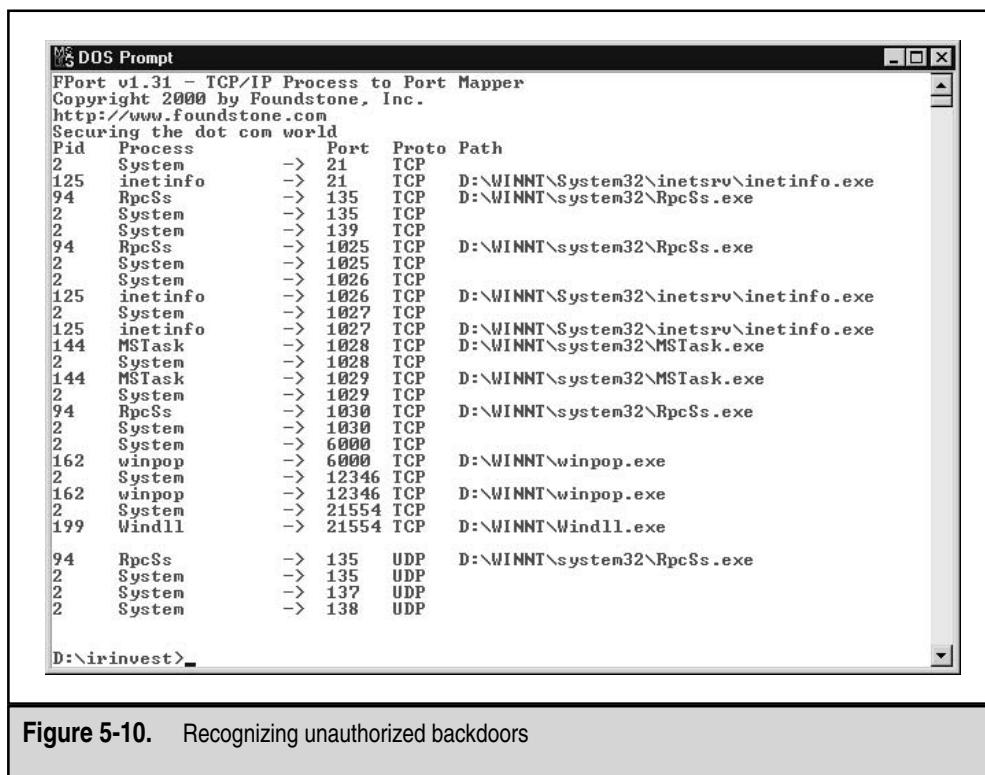 MS DOS Prompt
FPort v1.31 - TCP/IP Process to Port Mapper
Copyright 2000 by Foundstone, Inc.
http://www.foundstone.com
Securing the dot com world
Pid Process Port Proto Path
2 System -> 21 TCP
125 inetinfo -> 21 TCP D:\WINNT\System32\inetsrv\inetinfo.exe
94 RpcSs -> 135 TCP D:\WINNT\system32\RpcSs.exe
2 System -> 135 TCP
2 System -> 139 TCP
94 RpcSs -> 1025 TCP D:\WINNT\system32\RpcSs.exe
2 System -> 1025 TCP
2 System -> 1026 TCP
125 inetinfo -> 1026 TCP D:\WINNT\System32\inetsrv\inetinfo.exe
2 System -> 1027 TCP
125 inetinfo -> 1027 TCP D:\WINNT\System32\inetsrv\inetinfo.exe
144 MSTask -> 1028 TCP D:\WINNT\system32\MSTask.exe
2 System -> 1028 TCP
144 MSTask -> 1029 TCP D:\WINNT\system32\MSTask.exe
2 System -> 1029 TCP
94 RpcSs -> 1030 TCP D:\WINNT\system32\RpcSs.exe
2 System -> 1030 TCP
2 System -> 6000 TCP
162 winpop -> 6000 TCP D:\WINNT\winpop.exe
2 System -> 12346 TCP
162 winpop -> 12346 TCP D:\WINNT\winpop.exe
2 System -> 21554 TCP
199 Windll -> 21554 TCP D:\WINNT\Windll.exe
94 RpcSs -> 135 UDP D:\WINNT\system32\RpcSs.exe
2 System -> 135 UDP
2 System -> 137 UDP
2 System -> 138 UDP
D:\irinvest>_
Figure 5-10. Recognizing unauthorized backdoors